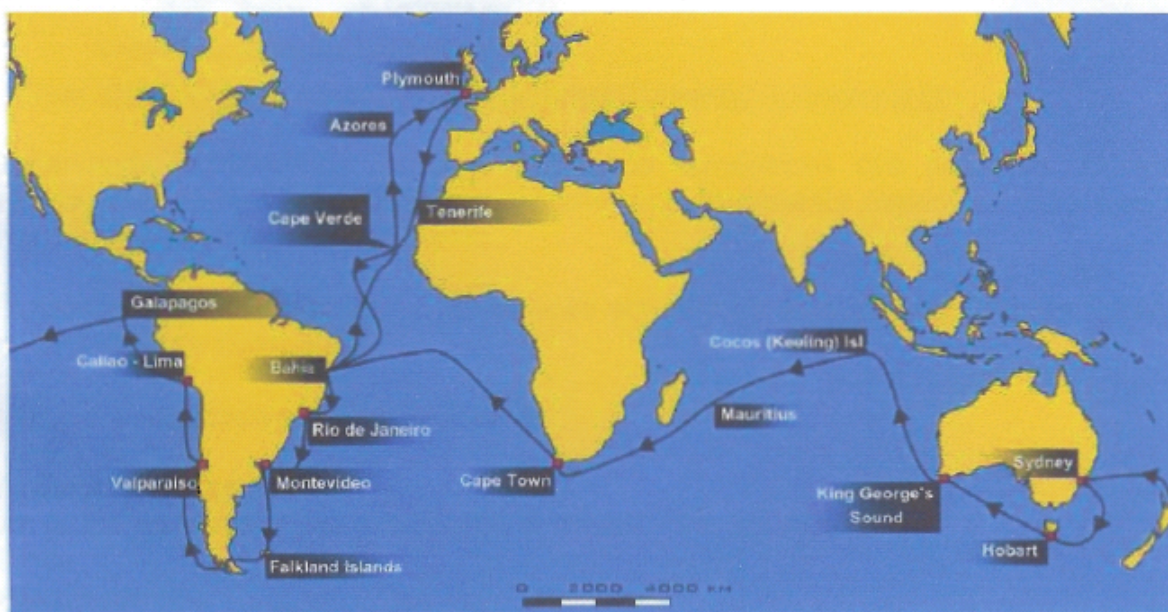 Plymouth
Azores
Cape Verde
Tenerife
Galapagos
Callao - Lima
Bahia
Cocos (Keeling) Isl
Mauritius
Rio de Janeiro
Valparaiso
Montevideo
Cape Town
Sydney
King George's
Sound
Hobart
Falkland Islands
0 2000 4000 KM